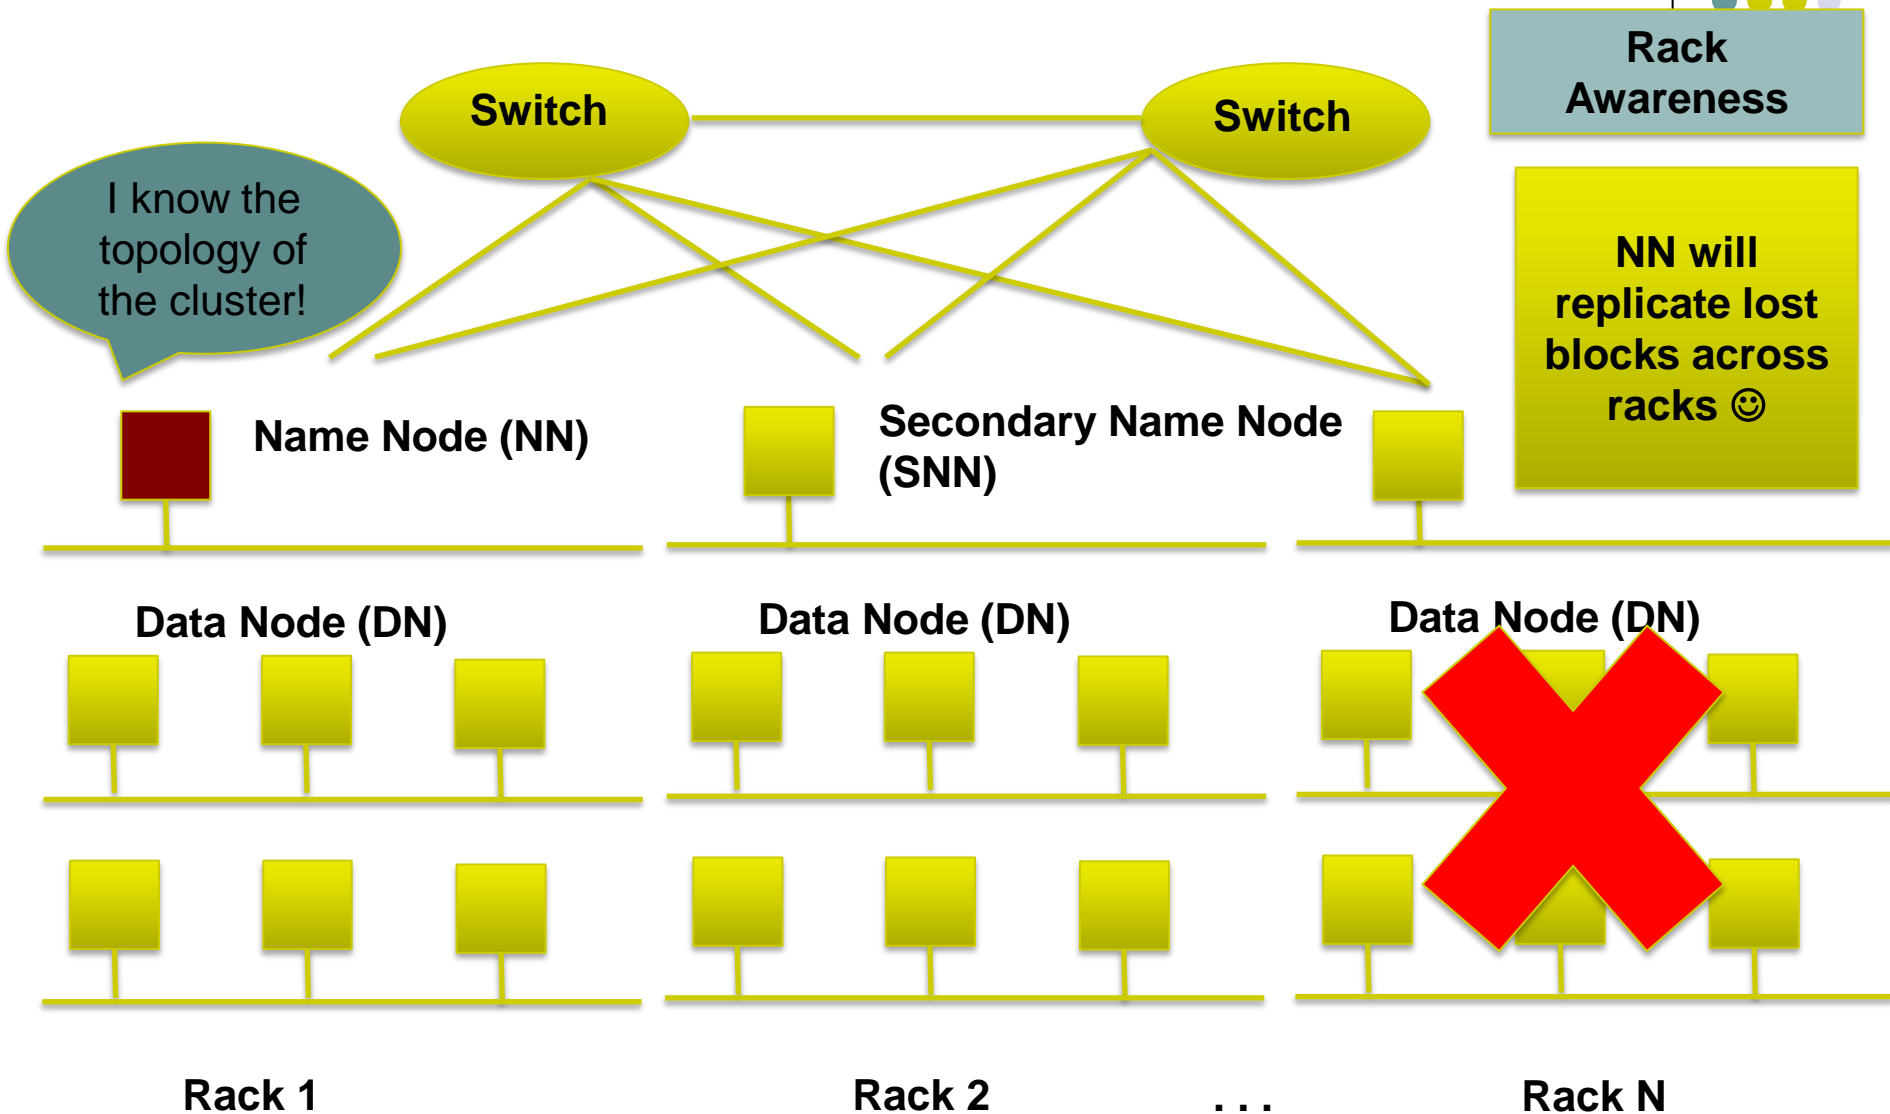 Rack
Awareness
Switch
Switch
I know the
topology of
the cluster!
NN will
replicate lost
blocks across
racks ☺
Name Node (NN)
Secondary Name Node
(SNN)
Data Node (DN)
Data Node (DN)
Data Node (DN)
Rack 1
Rack 2
. . .
Rack N